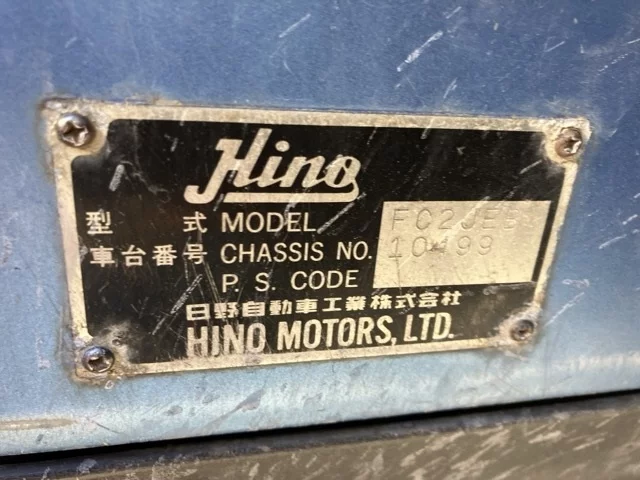 Hino
型 式 MODEL
車台番号 CHASSIS NO. 10499
P. S. CODE
日野自動車工業株式会社
HINO MOTORS, LTD.